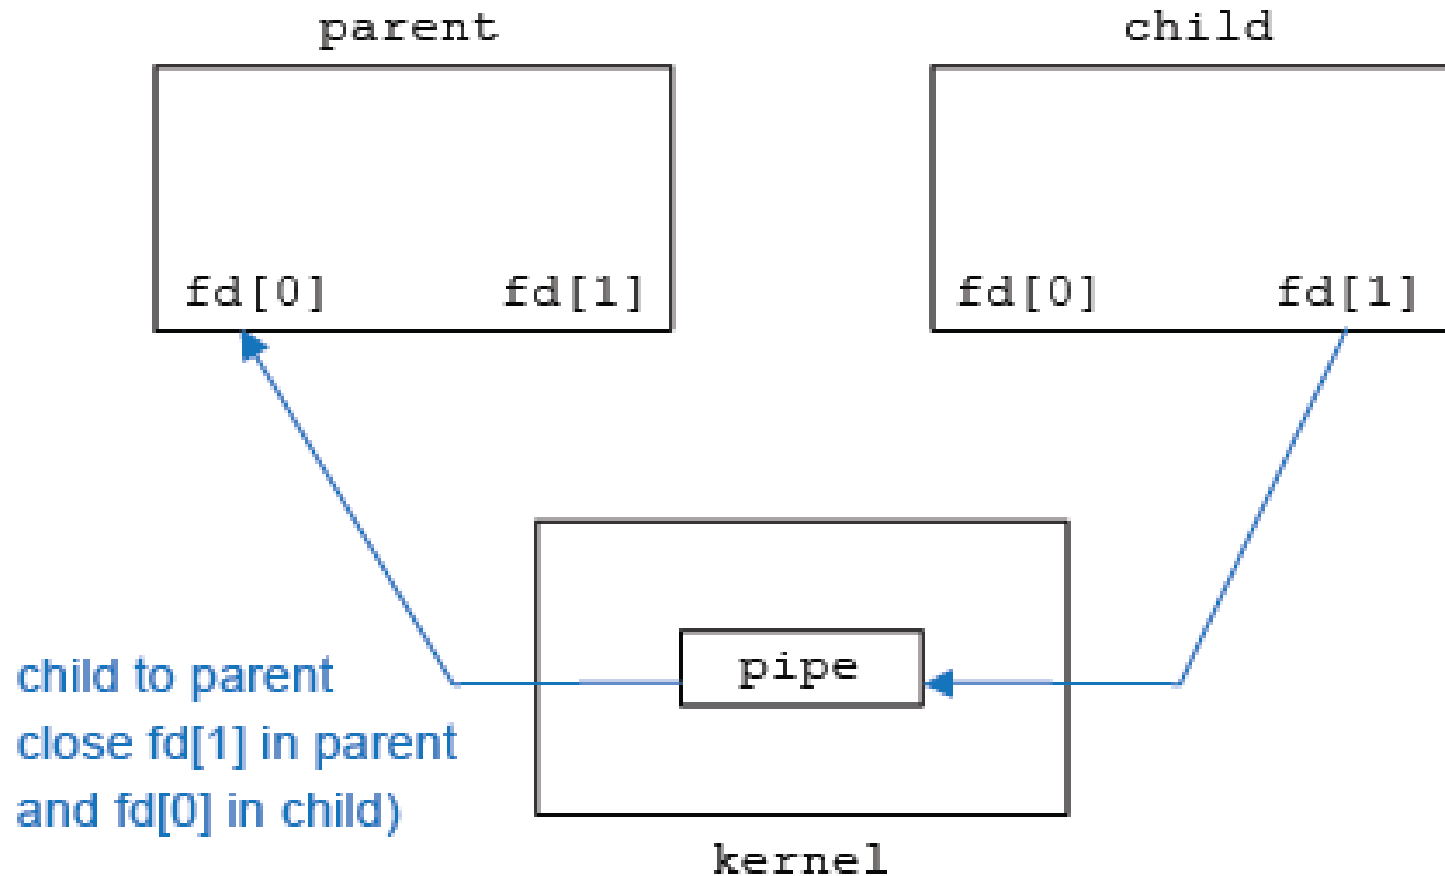 parent
child
fd[0]
fd[1]
fd[0]
fd[1]
pipe
child to parent
close fd[1] in parent
and fd[0] in child)
kernel